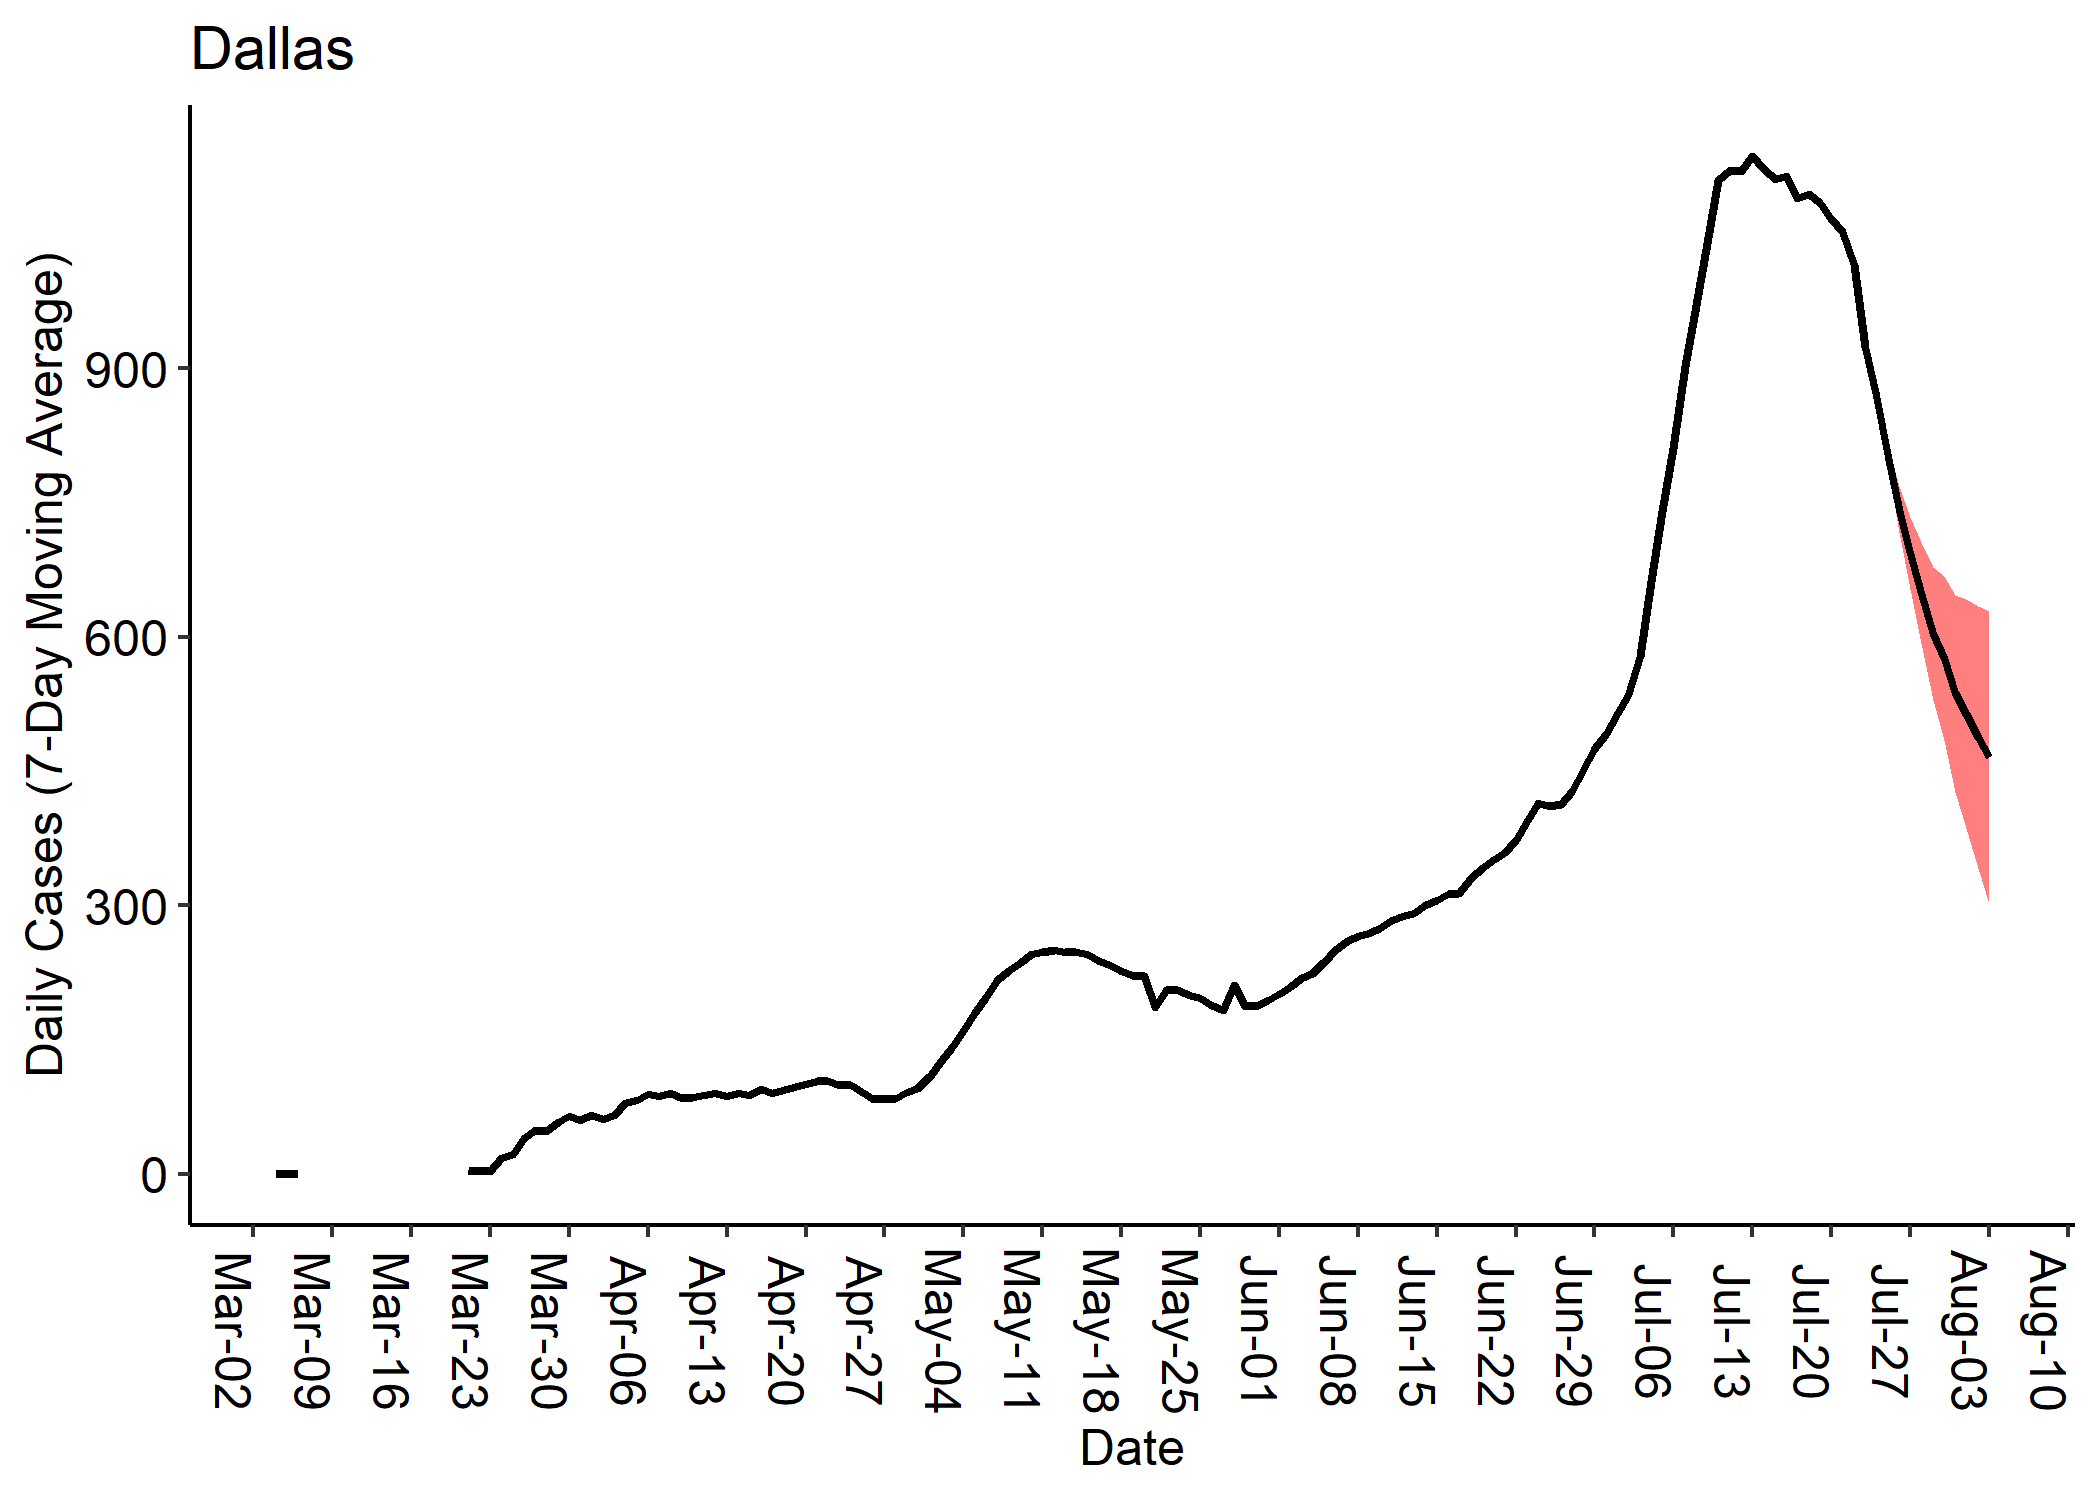 Dallas
Daily Cases (7-Day Moving Average)
900
600
300
0
Mar-02
Mar-09
Mar-16
Mar-23
Mar-30
Apr-06
Apr-13
Apr-20
Apr-27
May-04
May-11
May-18
May-25
Jun-01
Jun-08
Jun-15
Jun-22
Jun-29
Jul-06
Jul-13
Jul-20
Jul-27
Aug-03
Aug-10
Date